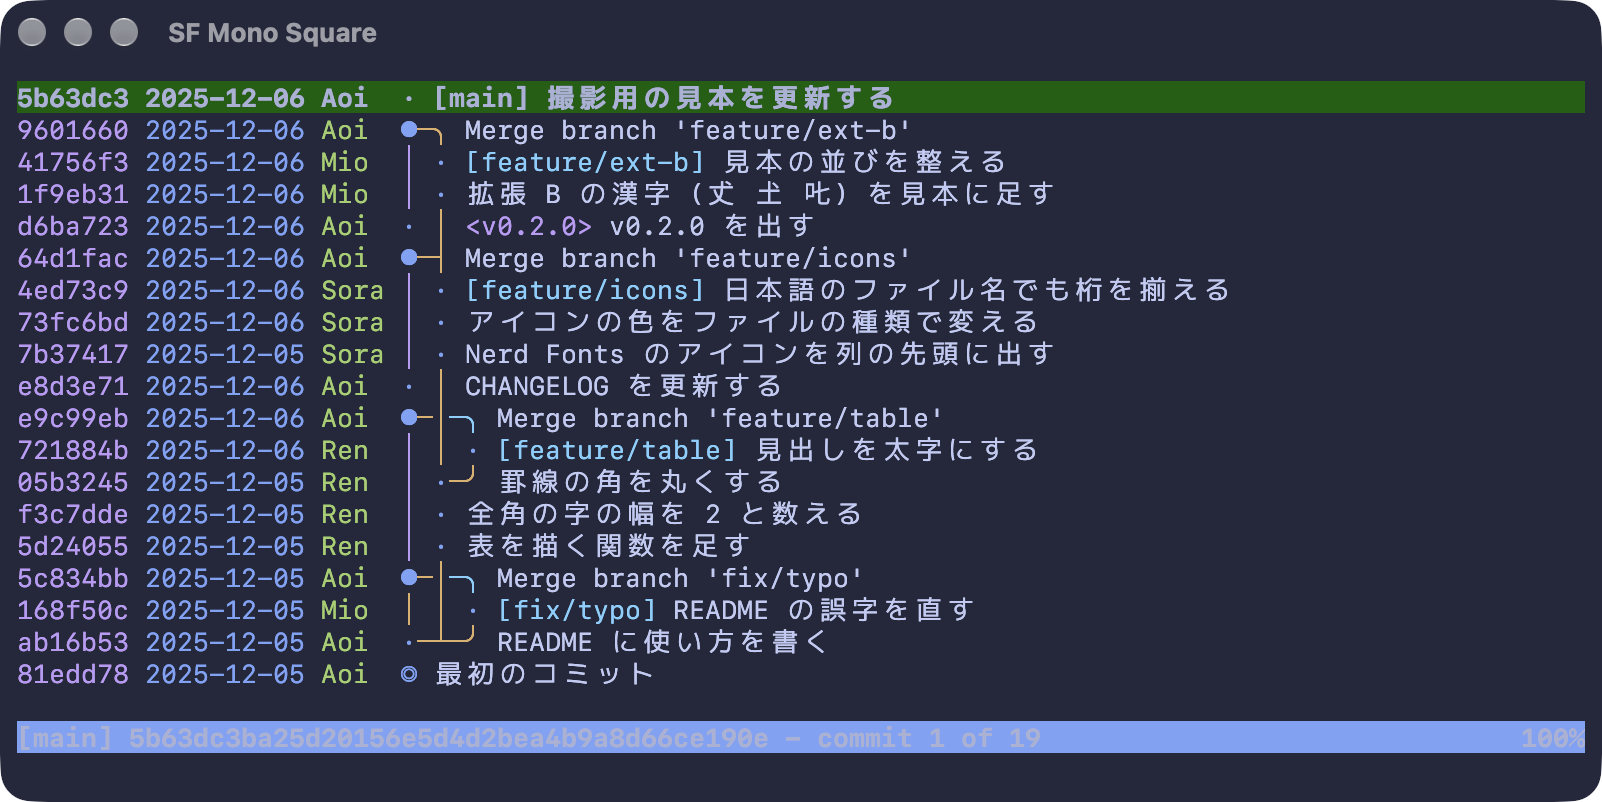 SF Mono Square
5b63dc3 2025-12-06 Aoi · [main] 撮影用の見本を更新する
9601660 2025-12-06 Aoi Merge branch 'feature/ext-b'
41756f3 2025-12-06 Mio · [feature/ext-b] 見本の並びを整える
1f9eb31 2025-12-06 Mio · 拡張 B の漢字 ( ) を見本に足す
d6ba723 2025-12-06 Aoi · <v0.2.0> v0.2.0 を出す
64d1fac 2025-12-06 Aoi Merge branch 'feature/icons'
4ed73c9 2025-12-06 Sora · [feature/icons] 日本語のファイル名でも桁を揃える
73fc6bd 2025-12-06 Sora · アイコンの色をファイルの種類で変える
7b37417 2025-12-05 Sora · Nerd Fonts のアイコンを列の先頭に出す
e8d3e71 2025-12-06 Aoi · CHANGELOG を更新する
e9c99eb 2025-12-06 Aoi Merge branch 'feature/table'
721884b 2025-12-06 Ren · [feature/table] 見出しを太字にする
05b3245 2025-12-05 Ren · 罫線の角を丸くする
f3c7dde 2025-12-05 Ren · 全角の字の幅を 2 と数える
5d24055 2025-12-05 Ren · 表を描く関数を足す
5c834bb 2025-12-05 Aoi Merge branch 'fix/typo'
168f50c 2025-12-05 Mio · [fix/typo] README の誤字を直す
ab16b53 2025-12-05 Aoi · README に使い方を書く
81edd78 2025-12-05 Aoi ◎ 最初のコミット
[main] 5b63dc3ba25d20156e5d4d2bea4b9a8d66ce190e - commit 1 of 19 100%